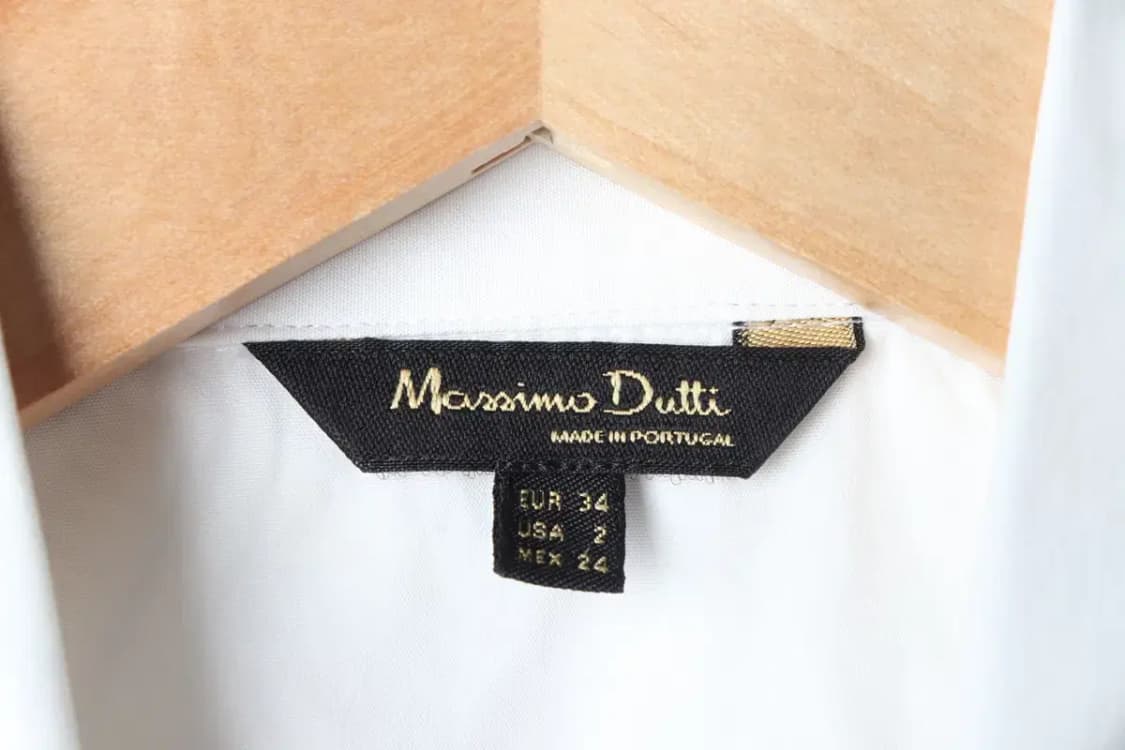 Massimo Dutti
MADE IN PORTUGAL
EUR 34
USA 2
MEX 24